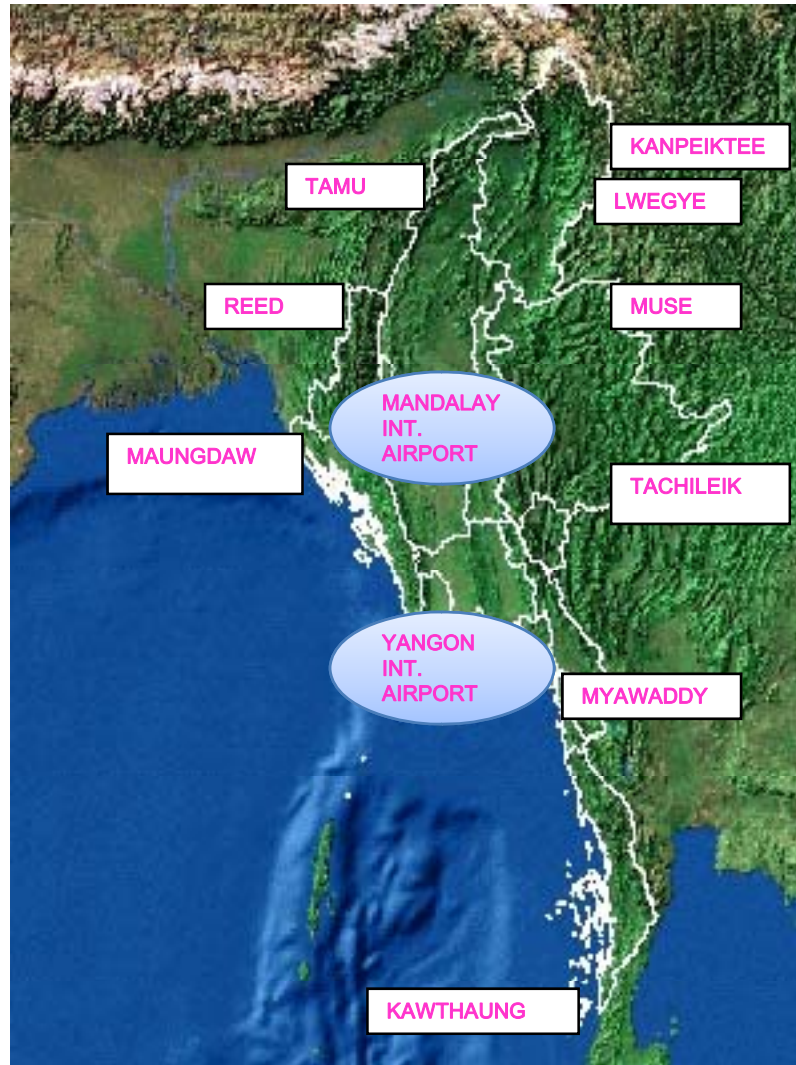 KANPEIKTEE
TAMU
LWEGYE
REED
MUSE
MANDALAY
INT.
AIRPORT
MAUNGDAW
TACHILEIK
YANGON
INT.
AIRPORT
MYAWADDY
KAWTHAUNG